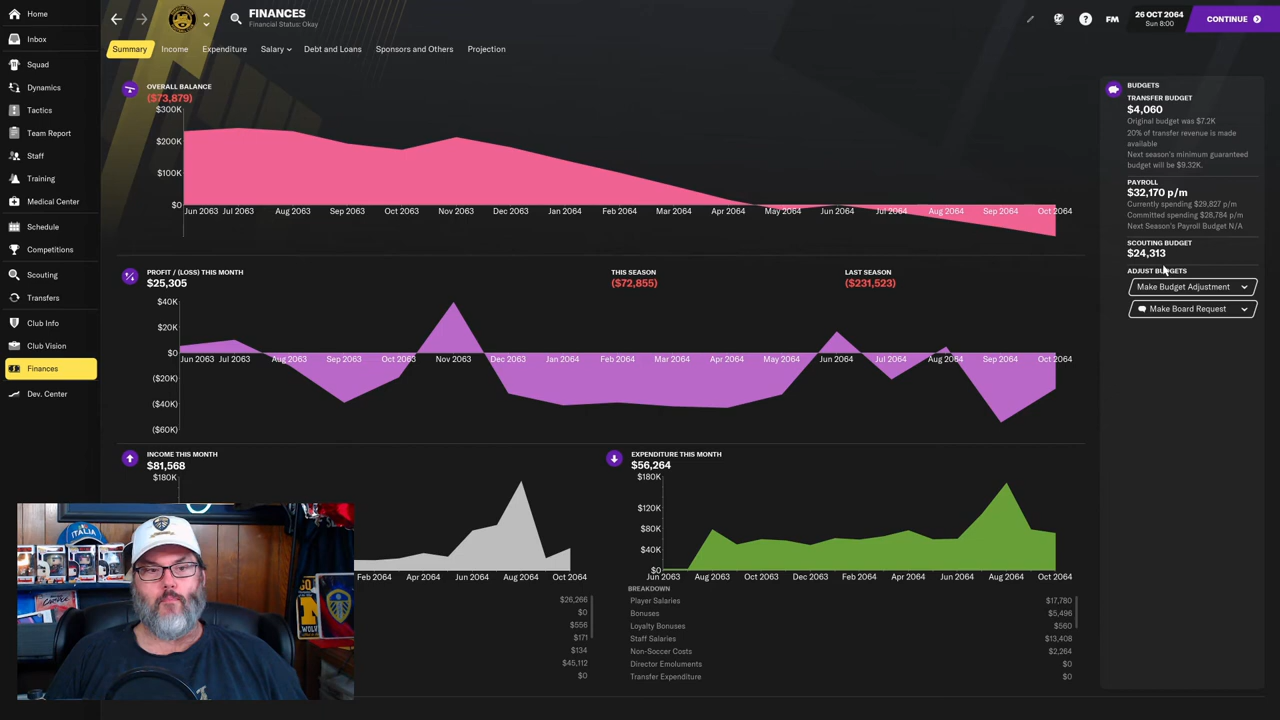 Home
Inbox
Squad
Dynamics
Tactics
Team Report
Staff
Training
Medical Center
Schedule
Competitions
Scouting
Transfers
Club Info
Club Vision
Finances
Dev. Center
FINANCES
Financial Status: Okay
FM
26 OCT 2064
Sun 8:00
CONTINUE
Summary Income Expenditure Salary Debt and Loans Sponsors and Others Projection
OVERALL BALANCE
($73,879)
$300K
$200K
$100K
$0
Jun 2063 Jul 2063 Aug 2063 Sep 2063 Oct 2063 Nov 2063 Dec 2063 Jan 2064 Feb 2064 Mar 2064 Apr 2064 May 2064 Jun 2064 Jul 2064 Aug 2064 Sep 2064 Oct 2064
PROFIT / (LOSS) THIS MONTH
$25,305
THIS SEASON
($72,855)
LAST SEASON
($231,523)
$40K
$20K
$0
($20K)
($40K)
($60K)
Jun 2063 Jul 2063 Aug 2063 Sep 2063 Oct 2063 Nov 2063 Dec 2063 Jan 2064 Feb 2064 Mar 2064 Apr 2064 May 2064 Jun 2064 Jul 2064 Aug 2064 Sep 2064 Oct 2064
INCOME THIS MONTH
$81,568
$180K
Feb 2064 Apr 2064 Jun 2064 Aug 2064 Oct 2064
$26,266
$0
$556
$171
$134
$45,112
$0
EXPENDITURE THIS MONTH
$56,264
$180K
$120K
$80K
$40K
$0
Jun 2063 Aug 2063 Oct 2063 Dec 2063 Feb 2064 Apr 2064 Jun 2064 Aug 2064 Oct 2064
BREAKDOWN
Player Salaries $17,780
Bonuses $5,496
Loyalty Bonuses $560
Staff Salaries $13,408
Non-Soccer Costs $2,264
Director Emoluments $0
Transfer Expenditure $0
BUDGETS
TRANSFER BUDGET
$4,060
Original budget was $7.2K
20% of transfer revenue is made
available
Next season's minimum guaranteed
budget will be $9.32K.
PAYROLL
$32,170 p/m
Currently spending $29,827 p/m
Committed spending $28,784 p/m
Next Season's Payroll Budget N/A
SCOUTING BUDGET
$24,313
ADJUST BUDGETS
Make Budget Adjustment
Make Board Request
ITALIA